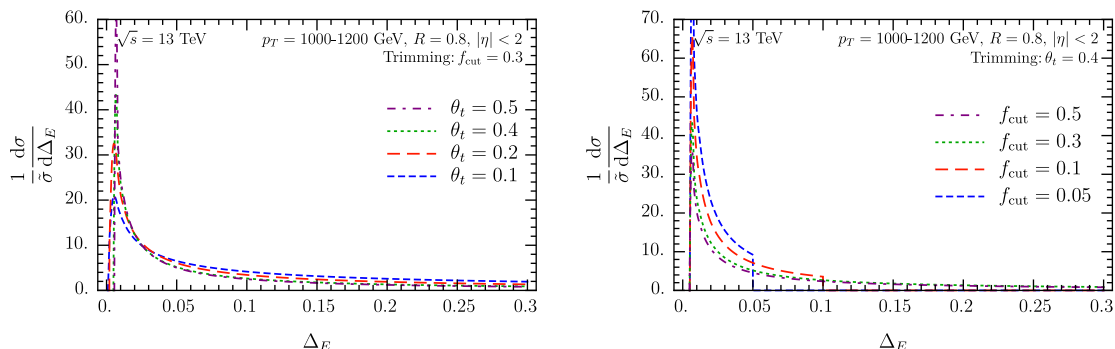 60.
50.
40.
30.
20.
10.
0.
1/σ̃ dσ/dΔ_E
√s = 13 TeV
p_T = 1000-1200 GeV, R = 0.8, |η| < 2
Trimming: f_cut = 0.3
θ_t = 0.5
θ_t = 0.4
θ_t = 0.2
θ_t = 0.1
0 0.05 0.1 0.15 0.2 0.25 0.3
Δ_E
70.
60.
50.
40.
30.
20.
10.
0.
1/σ̃ dσ/dΔ_E
√s = 13 TeV
p_T = 1000-1200 GeV, R = 0.8, |η| < 2
Trimming: θ_t = 0.4
f_cut = 0.5
f_cut = 0.3
f_cut = 0.1
f_cut = 0.05
0 0.05 0.1 0.15 0.2 0.25 0.3
Δ_E